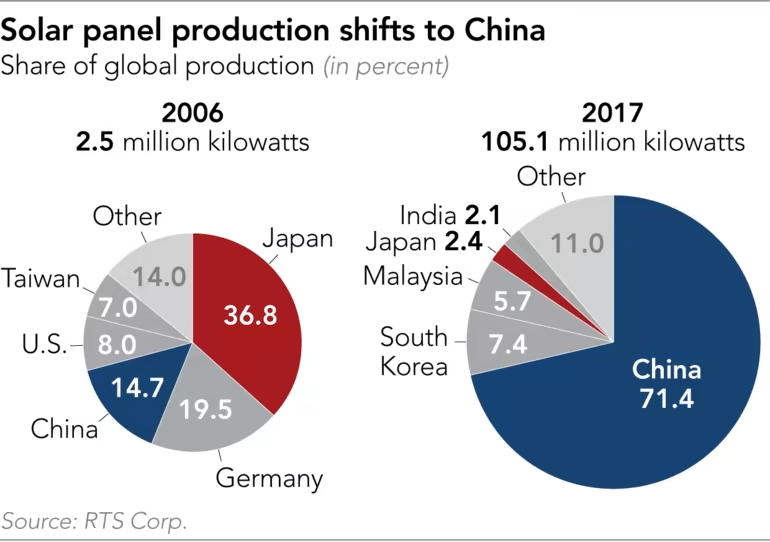 Solar panel production shifts to China
Share of global production (in percent)
2006
2.5 million kilowatts
Other
14.0
Japan
36.8
Taiwan
7.0
U.S.
8.0
China
14.7
Germany
19.5
2017
105.1 million kilowatts
Other
11.0
India 2.1
Japan 2.4
Malaysia
5.7
South
Korea
7.4
China
71.4
Source: RTS Corp.